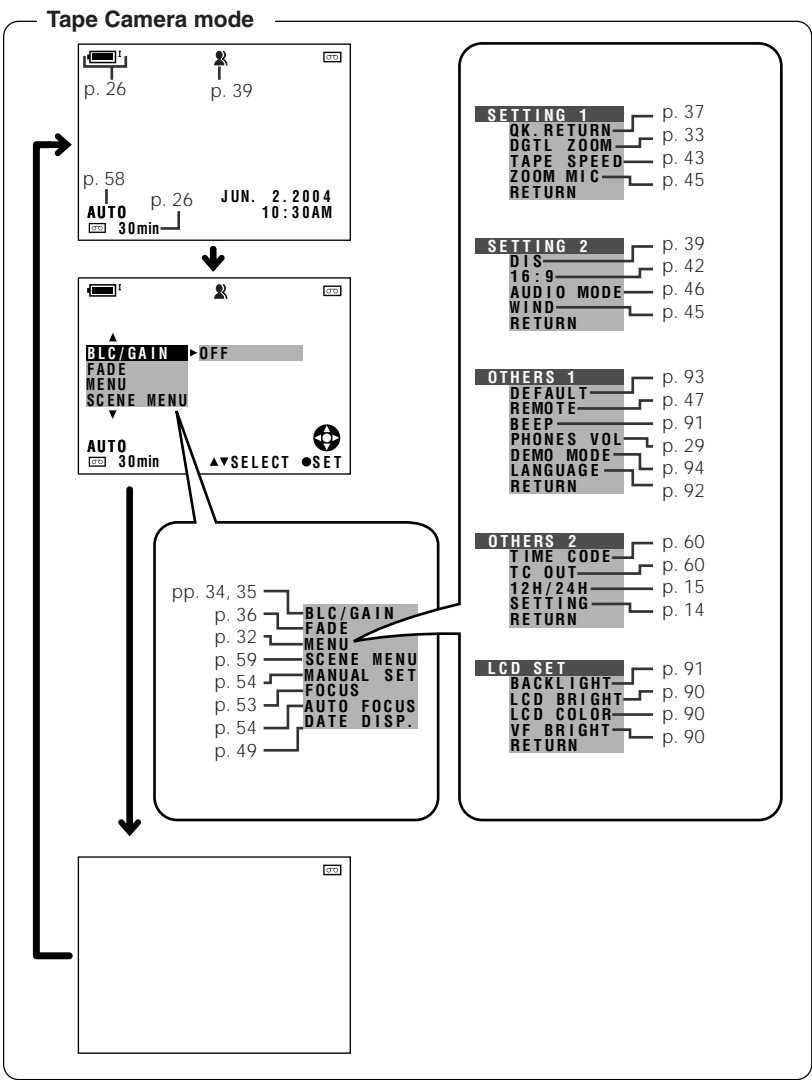 Tape Camera mode
p. 26
p. 39
p. 58
p. 26
AUTO
30min
JUN. 2.2004
10:30AM
BLC/GAIN ►OFF
FADE
MENU
SCENE MENU
AUTO
30min
▲▼SELECT ●SET
pp. 34, 35 BLC/GAIN
p. 36 FADE
p. 32 MENU
p. 59 SCENE MENU
p. 54 MANUAL SET
p. 53 FOCUS
p. 54 AUTO FOCUS
p. 49 DATE DISP.
SETTING 1
QK.RETURN p. 37
DGTL ZOOM p. 33
TAPE SPEED p. 43
ZOOM MIC p. 45
RETURN
SETTING 2
DIS p. 39
16:9 p. 42
AUDIO MODE p. 46
WIND p. 45
RETURN
OTHERS 1
DEFAULT p. 93
REMOTE p. 47
BEEP p. 91
PHONES VOL p. 29
DEMO MODE p. 94
LANGUAGE p. 92
RETURN
OTHERS 2
TIME CODE p. 60
TC OUT p. 60
12H/24H p. 15
SETTING p. 14
RETURN
LCD SET
BACKLIGHT p. 91
LCD BRIGHT p. 90
LCD COLOR p. 90
VF BRIGHT p. 90
RETURN